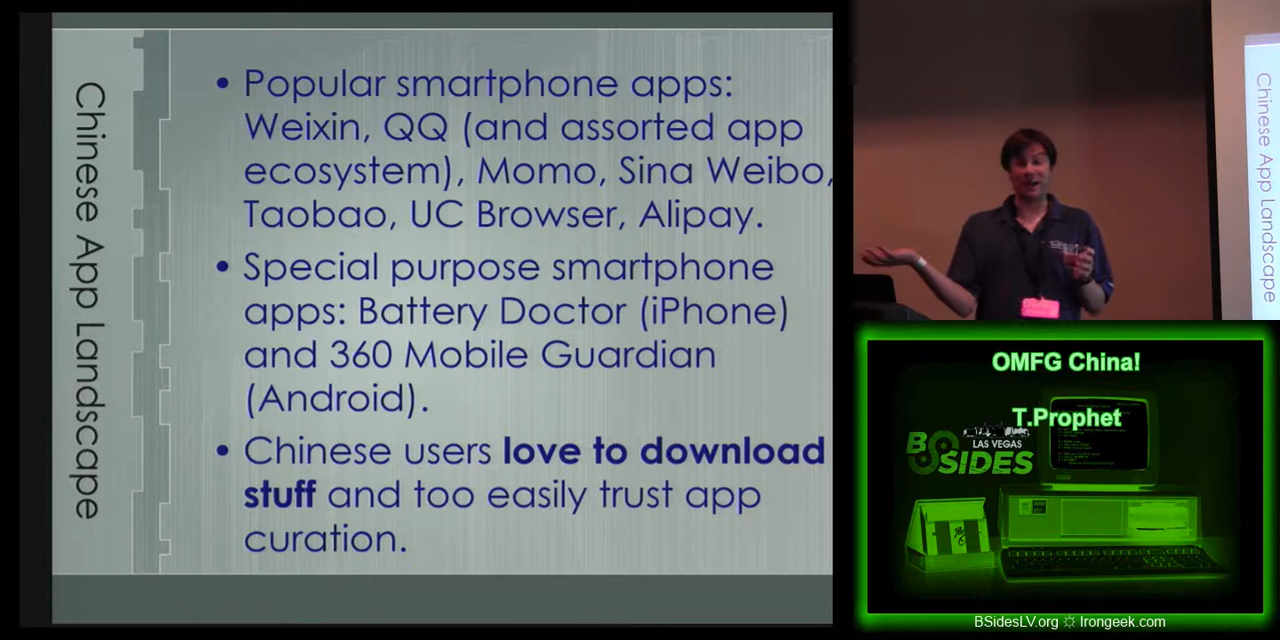 Chinese App Landscape
• Popular smartphone apps:
Weixin, QQ (and assorted app
ecosystem), Momo, Sina Weibo,
Taobao, UC Browser, Alipay.
• Special purpose smartphone
apps: Battery Doctor (iPhone)
and 360 Mobile Guardian
(Android).
• Chinese users love to download
stuff and too easily trust app
curation.
Chinese App Landscape
OMFG China!
T.Prophet
LAS VEGAS
BSIDES
BSidesLV.org ☼ Irongeek.com